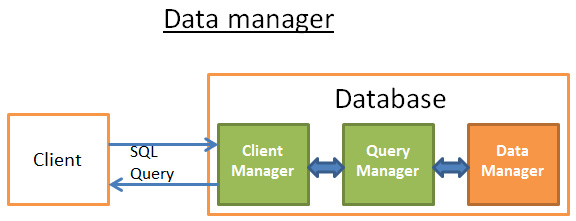 Data manager
Database
Client
SQL
Query
Client
Manager
Query
Manager
Data
Manager